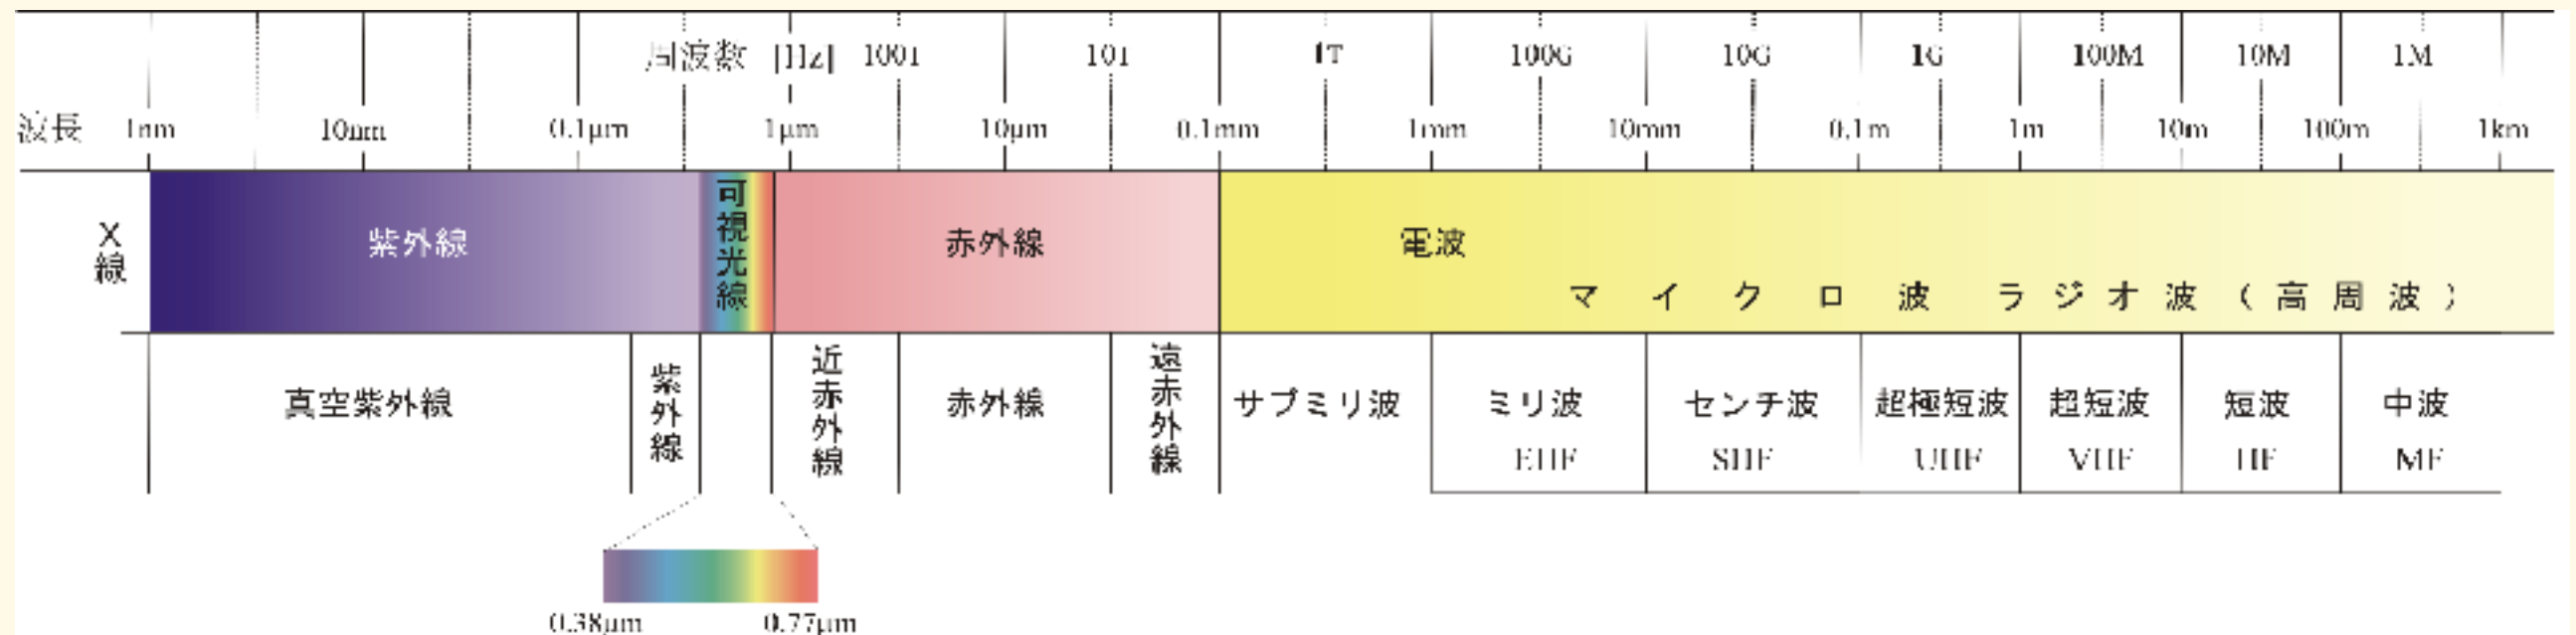 周波数 [Hz] 100T 10T 1T 100G 10G 1G 100M 10M 1M
波長 1nm 10nm 0.1μm 1μm 10μm 0.1mm 1mm 10mm 0.1m 1m 10m 100m 1km
X線 紫外線 可視光線 赤外線 電波
マイクロ波 ラジオ波(高周波)
真空紫外線 紫外線 近赤外線 赤外線 遠赤外線 サブミリ波 ミリ波 センチ波 超極短波 超短波 短波 中波
EHF SHF UHF VHF HF MF
0.38μm 0.77μm